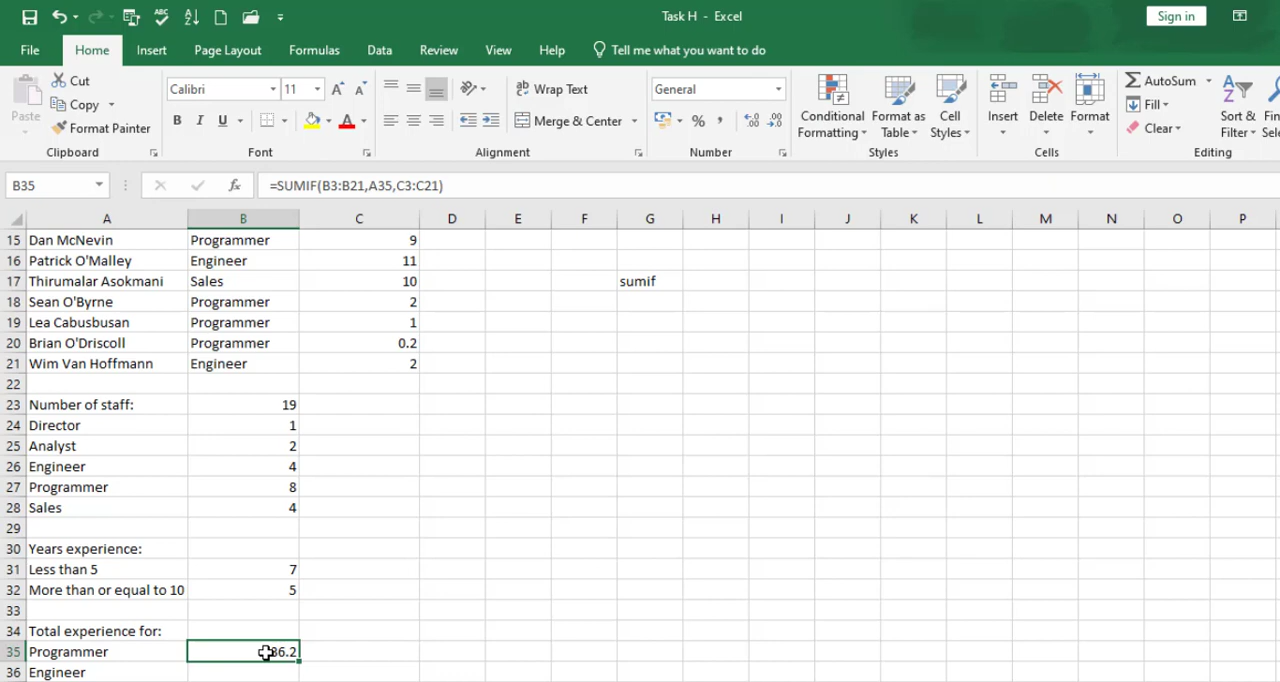 Task H - Excel
Sign in
File Home Insert Page Layout Formulas Data Review View Help Tell me what you want to do
Paste
Cut
Copy
Format Painter
Clipboard
Calibri 11
B I U
Font
Wrap Text
Merge & Center
Alignment
General
Number
Conditional
Formatting
Format as
Table
Cell
Styles
Styles
Insert
Delete
Format
Cells
AutoSum
Fill
Clear
Sort &
Filter
Editing
B35 fx =SUMIF(B3:B21,A35,C3:C21)
A B C D E F G H I J K L M N O P
15 Dan McNevin Programmer 9
16 Patrick O'Malley Engineer 11
17 Thirumalar Asokmani Sales 10 sumif
18 Sean O'Byrne Programmer 2
19 Lea Cabusbusan Programmer 1
20 Brian O'Driscoll Programmer 0.2
21 Wim Van Hoffmann Engineer 2
22
23 Number of staff: 19
24 Director 1
25 Analyst 2
26 Engineer 4
27 Programmer 8
28 Sales 4
29
30 Years experience:
31 Less than 5 7
32 More than or equal to 10 5
33
34 Total experience for:
35 Programmer 36.2
36 Engineer